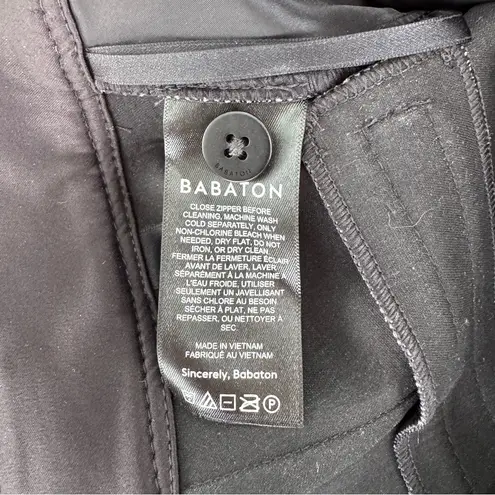 BABATON
BABATON
CLOSE ZIPPER BEFORE
CLEANING, MACHINE WASH
COLD SEPARATELY, ONLY
NON-CHLORINE BLEACH WHEN
NEEDED, DRY FLAT, DO NOT
IRON, OR DRY CLEAN
FERMER LA FERMETURE ÉCLAIR
AVANT DE LAVER, LAVER
SÉPARÉMENT À LA MACHINE À
L'EAU FROIDE, UTILISER
SEULEMENT UN JAVELLISANT
SANS CHLORE AU BESOIN
SÉCHER À PLAT, NE PAS
REPASSER, OU NETTOYER À
SEC
MADE IN VIETNAM
FABRIQUÉ AU VIETNAM
Sincerely, Babaton
P